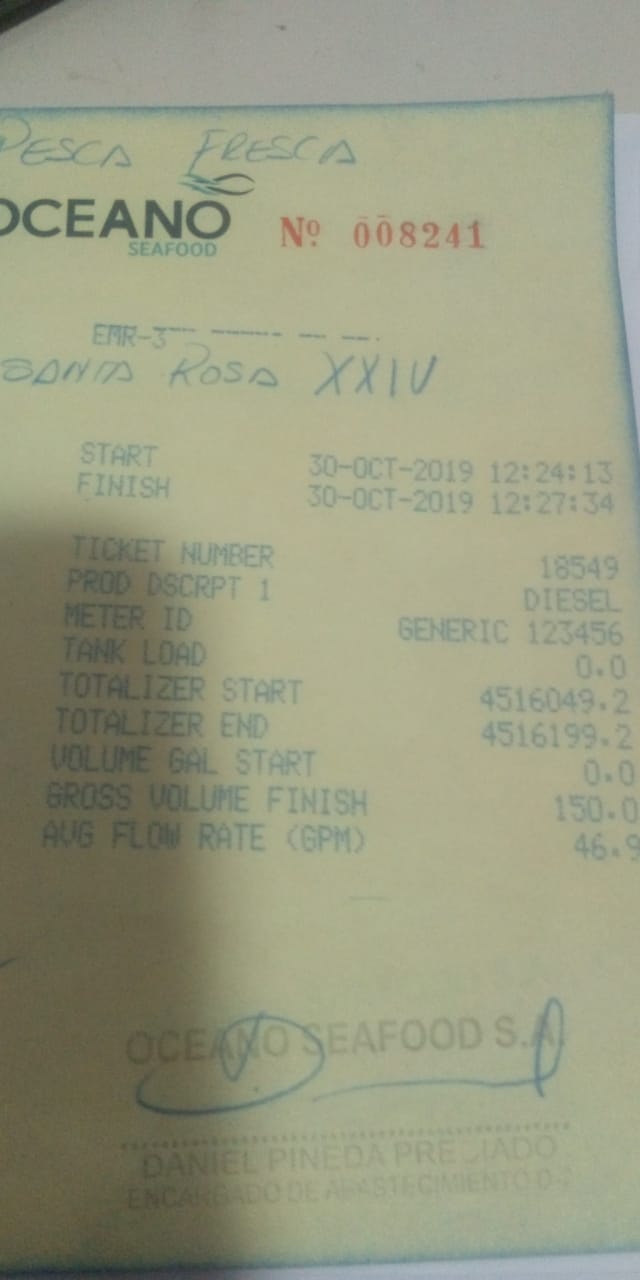 PESCA FRESCA
OCEANO
SEAFOOD
Nº 008241
EMR-3
SANTA ROSA XXIV
START 30-OCT-2019 12:24:13
FINISH 30-OCT-2019 12:27:34
TICKET NUMBER 18549
PROD DSCRPT 1 DIESEL
METER ID GENERIC 123456
TANK LOAD 0.0
TOTALIZER START 4516049.2
TOTALIZER END 4516199.2
VOLUME GAL START 0.0
GROSS VOLUME FINISH 150.0
AVG FLOW RATE (GPM) 46.9
OCEANO SEAFOOD S.A.
DANIEL PINEDA PRECIADO
ENCARGADO DE ABASTECIMIENTO